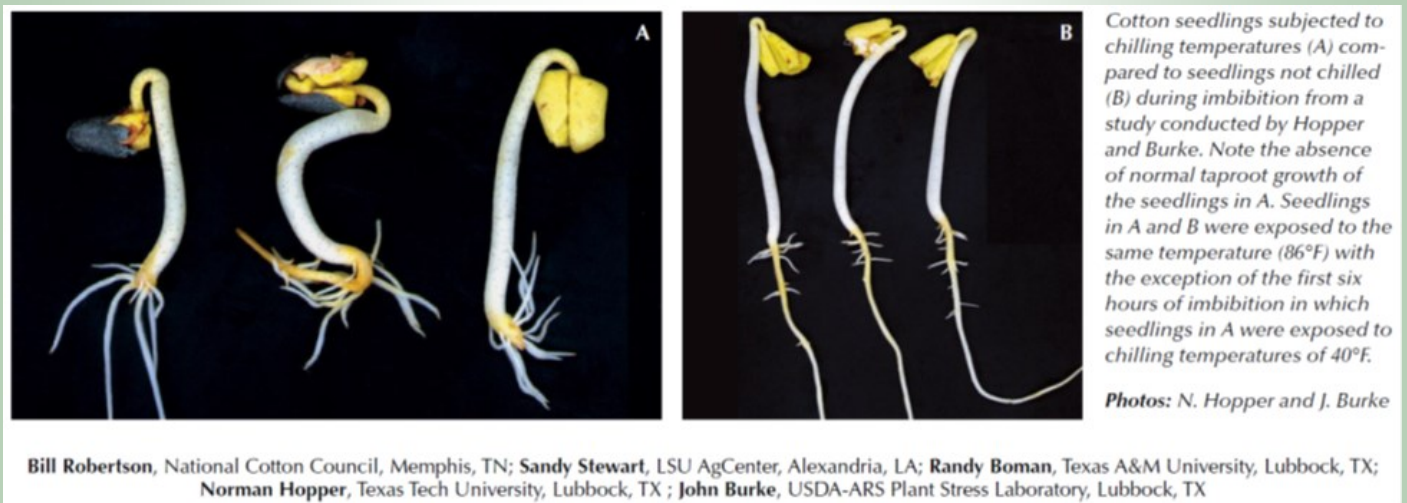 A
B
Cotton seedlings subjected to
chilling temperatures (A) com-
pared to seedlings not chilled
(B) during imbibition from a
study conducted by Hopper
and Burke. Note the absence
of normal taproot growth of
the seedlings in A. Seedlings
in A and B were exposed to the
same temperature (86°F) with
the exception of the first six
hours of imbibition in which
seedlings in A were exposed to
chilling temperatures of 40°F.
Photos: N. Hopper and J. Burke
Bill Robertson, National Cotton Council, Memphis, TN; Sandy Stewart, LSU AgCenter, Alexandria, LA; Randy Boman, Texas A&M University, Lubbock, TX;
Norman Hopper, Texas Tech University, Lubbock, TX ; John Burke, USDA-ARS Plant Stress Laboratory, Lubbock, TX